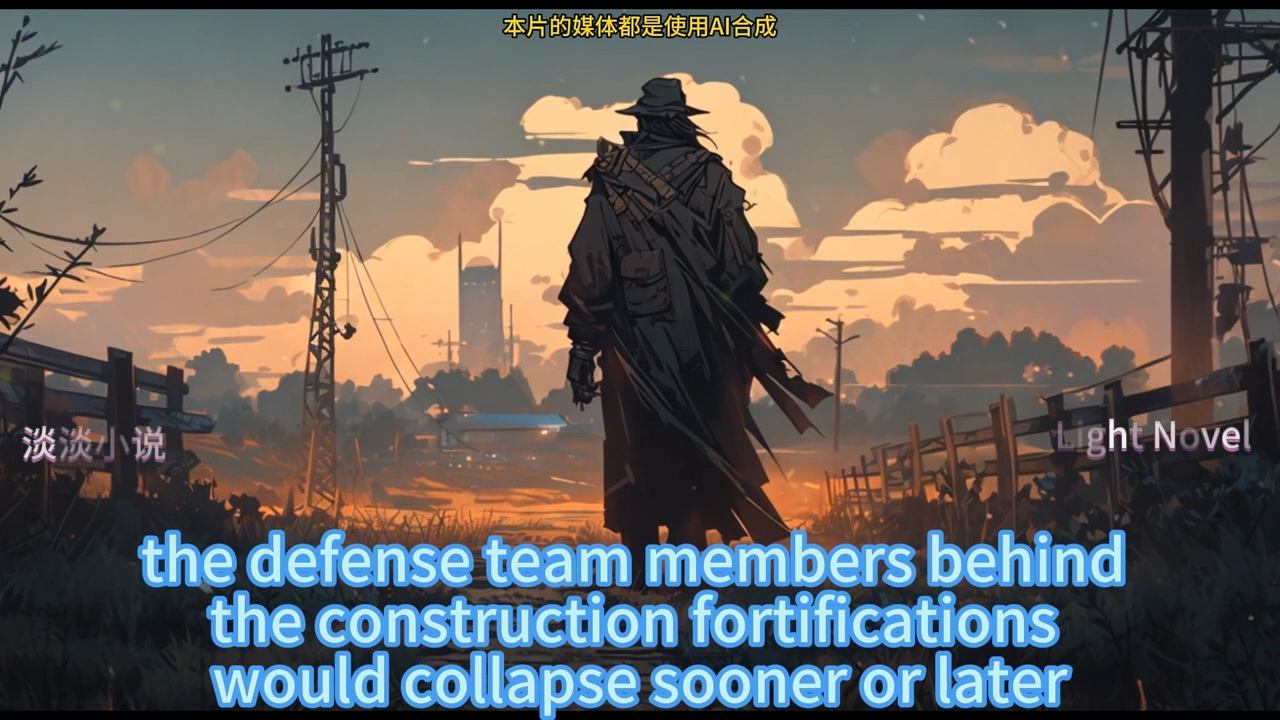 本片的媒体都是使用AI合成
淡淡小说
Light Novel
the defense team members behind
the construction fortifications
would collapse sooner or later